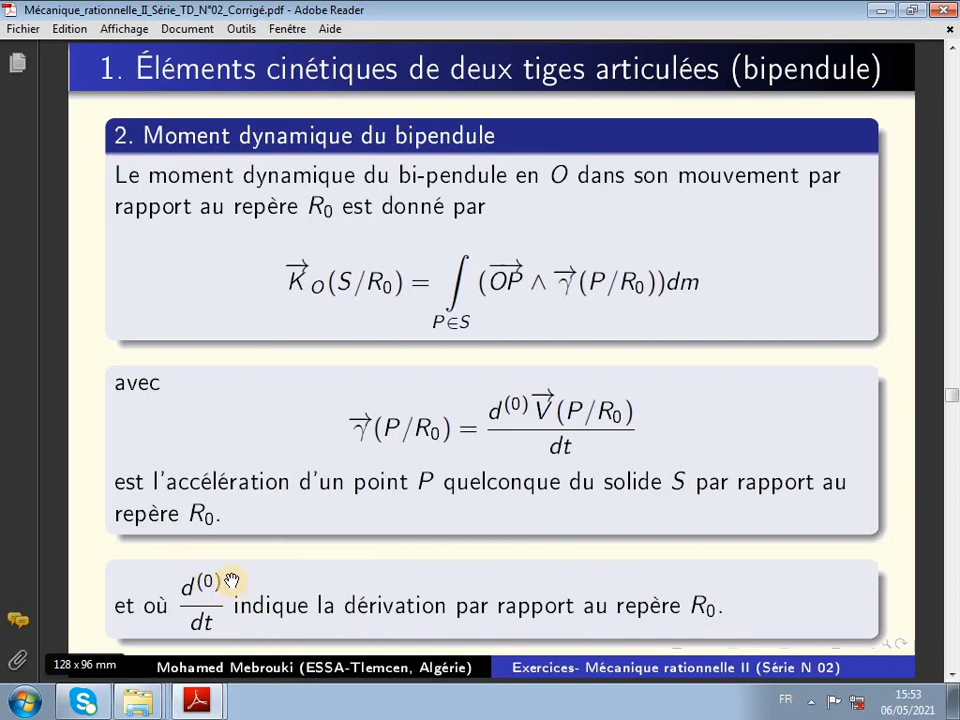 Mécanique_rationnelle_II_Série_TD_N°02_Corrigé.pdf - Adobe Reader
Fichier Edition Affichage Document Outils Fenêtre Aide
1. Éléments cinétiques de deux tiges articulées (bipendule)
2. Moment dynamique du bipendule
Le moment dynamique du bi-pendule en O dans son mouvement par
rapport au repère R₀ est donné par
K⃗_O(S/R₀) = ∫_{P∈S} (OP⃗ ∧ γ⃗(P/R₀))dm
avec
γ⃗(P/R₀) = d⁽⁰⁾V⃗(P/R₀) / dt
est l'accélération d'un point P quelconque du solide S par rapport au
repère R₀.
et où d⁽⁰⁾/dt indique la dérivation par rapport au repère R₀.
128 x 96 mm
Mohamed Mebrouki (ESSA-Tlemcen, Algérie) Exercices- Mécanique rationnelle II (Série N 02)
FR 15:53
06/05/2021